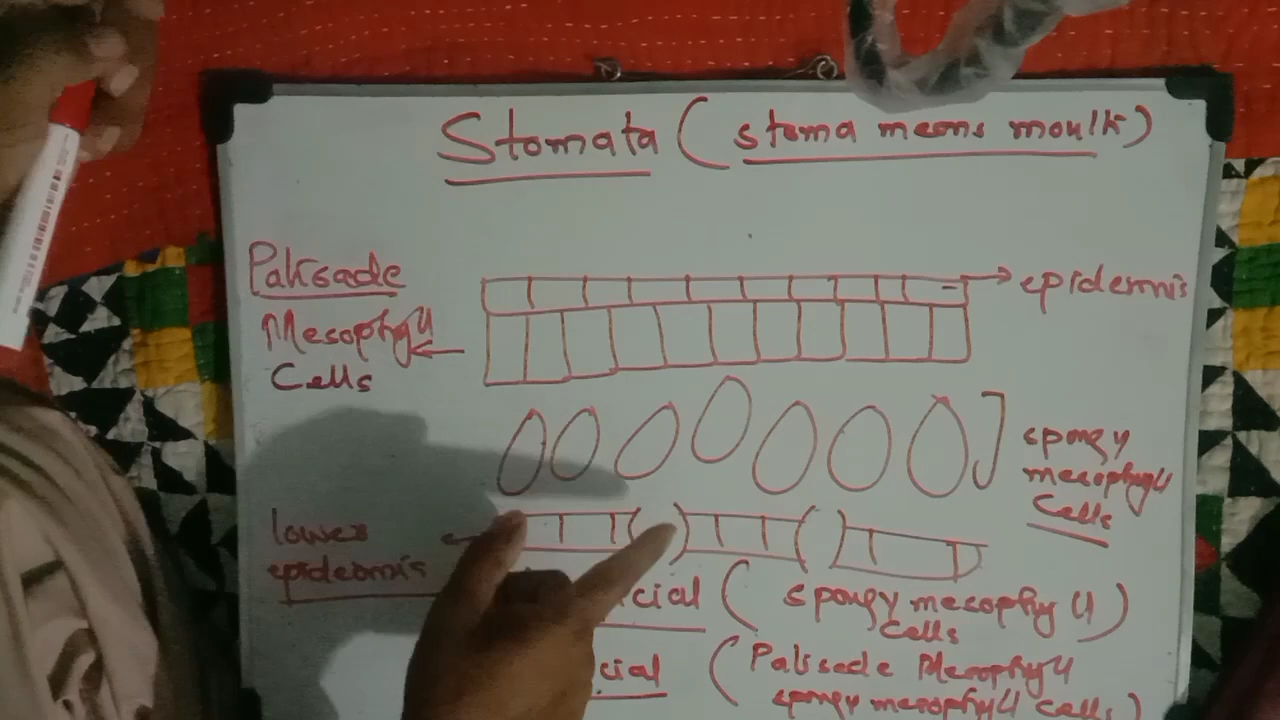 Stomata (stoma means mouth)
Palisade
Mesophyll
Cells
epidermis
spongy
mesophyll
Cells
lower
epidermis
cial (spongy mesophyll
cells)
cial (Palisade Mesophyll
spongy mesophyll cells)